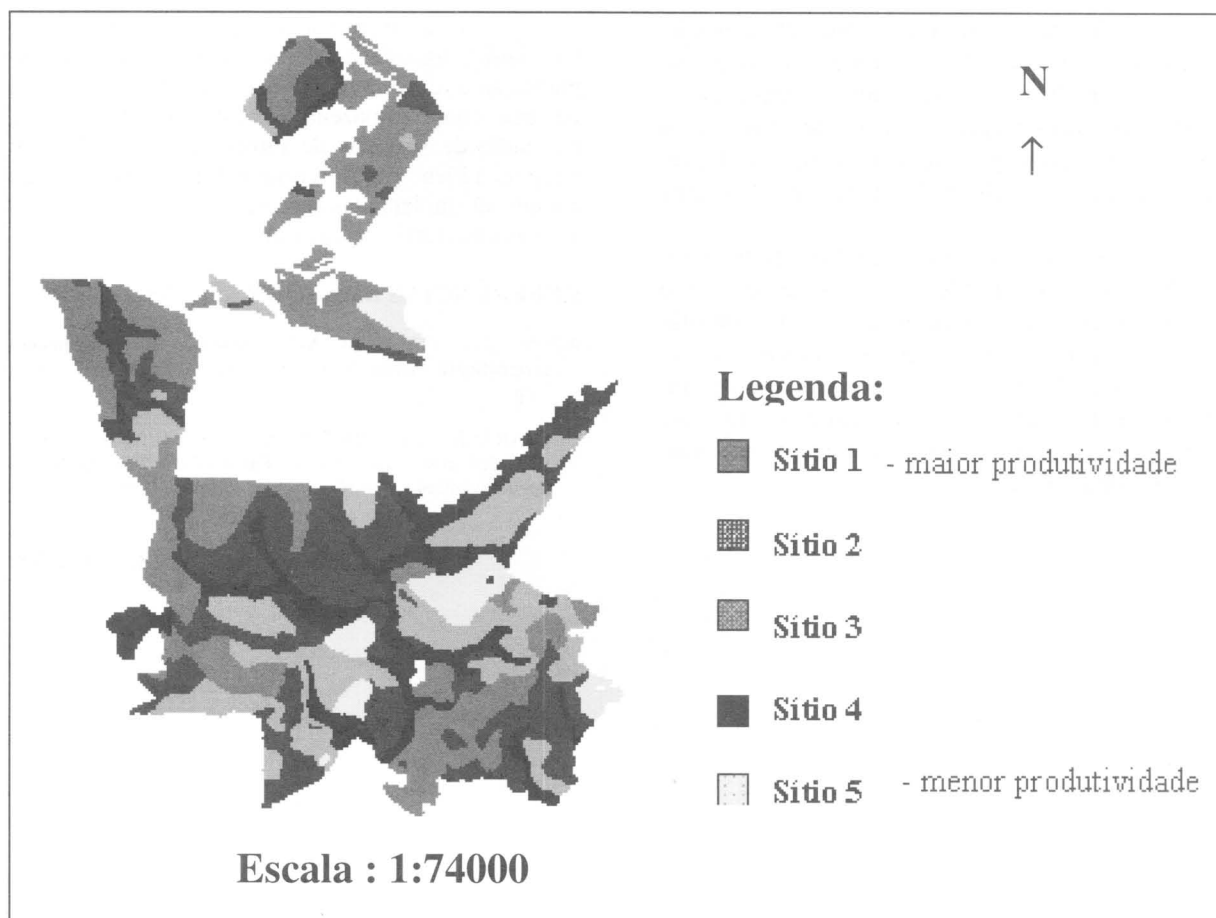 N
↑
Legenda:
Sítio 1 - maior produtividade
Sítio 2
Sítio 3
Sítio 4
Sítio 5 - menor produtividade
Escala : 1:74000